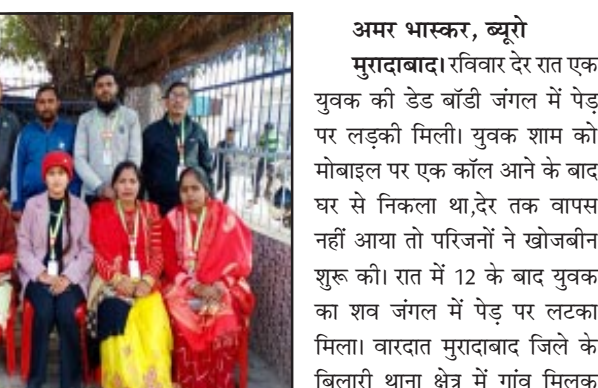 अमर भास्कर, ब्यूरो
मुरादाबाद। रविवार देर रात एक
युवक की डेड बॉडी जंगल में पेड़
पर लड़की मिली। युवक शाम को
मोबाइल पर एक कॉल आने के बाद
घर से निकला था,देर तक वापस
नहीं आया तो परिजनों ने खोजबीन
शुरू की। रात में 12 के बाद युवक
का शव जंगल में पेड़ पर लटका
मिला। वारदात मुरादाबाद जिले के
बिलारी थाना क्षेत्र में गांव मिलक